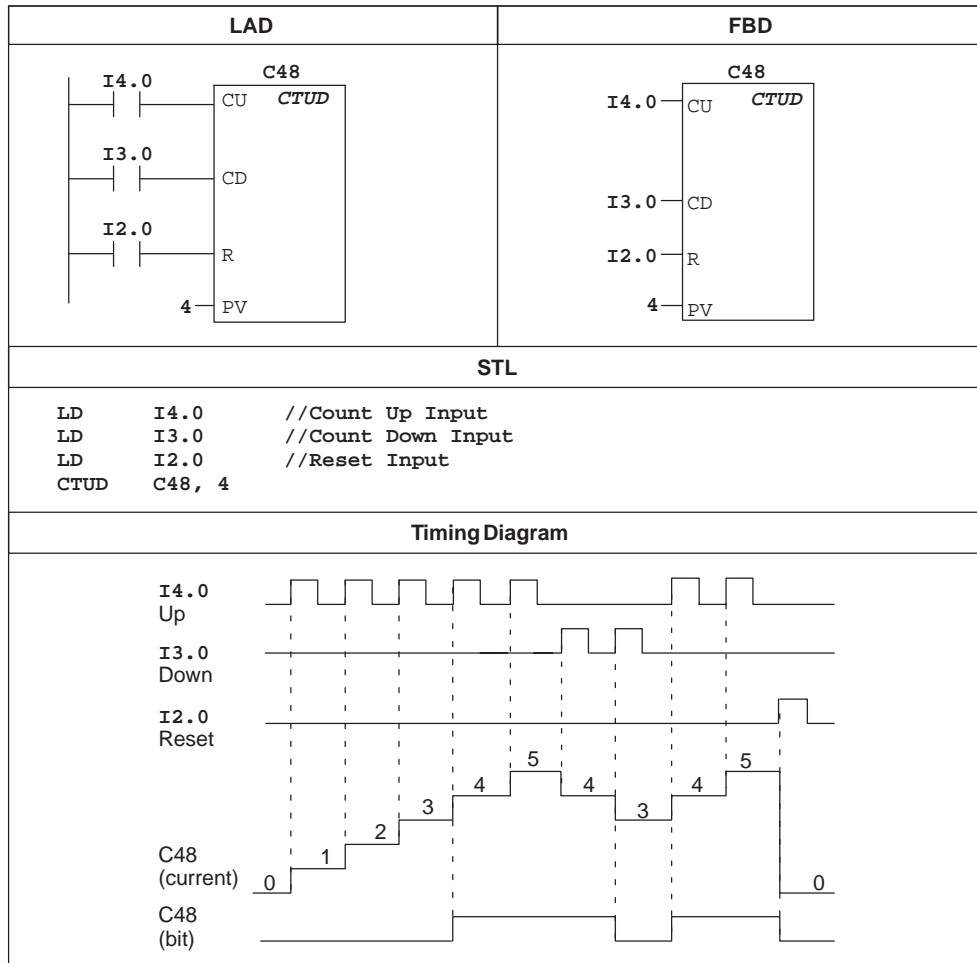 LAD
FBD
I4.0
C48
CU CTUD
I3.0
CD
I2.0
R
4 PV
C48
I4.0 CU CTUD
I3.0 CD
I2.0 R
4 PV
STL
LD I4.0 //Count Up Input
LD I3.0 //Count Down Input
LD I2.0 //Reset Input
CTUD C48, 4
Timing Diagram
I4.0
Up
I3.0
Down
I2.0
Reset
C48
(current)
0 1 2 3 4 5 4 3 4 5 0
C48
(bit)